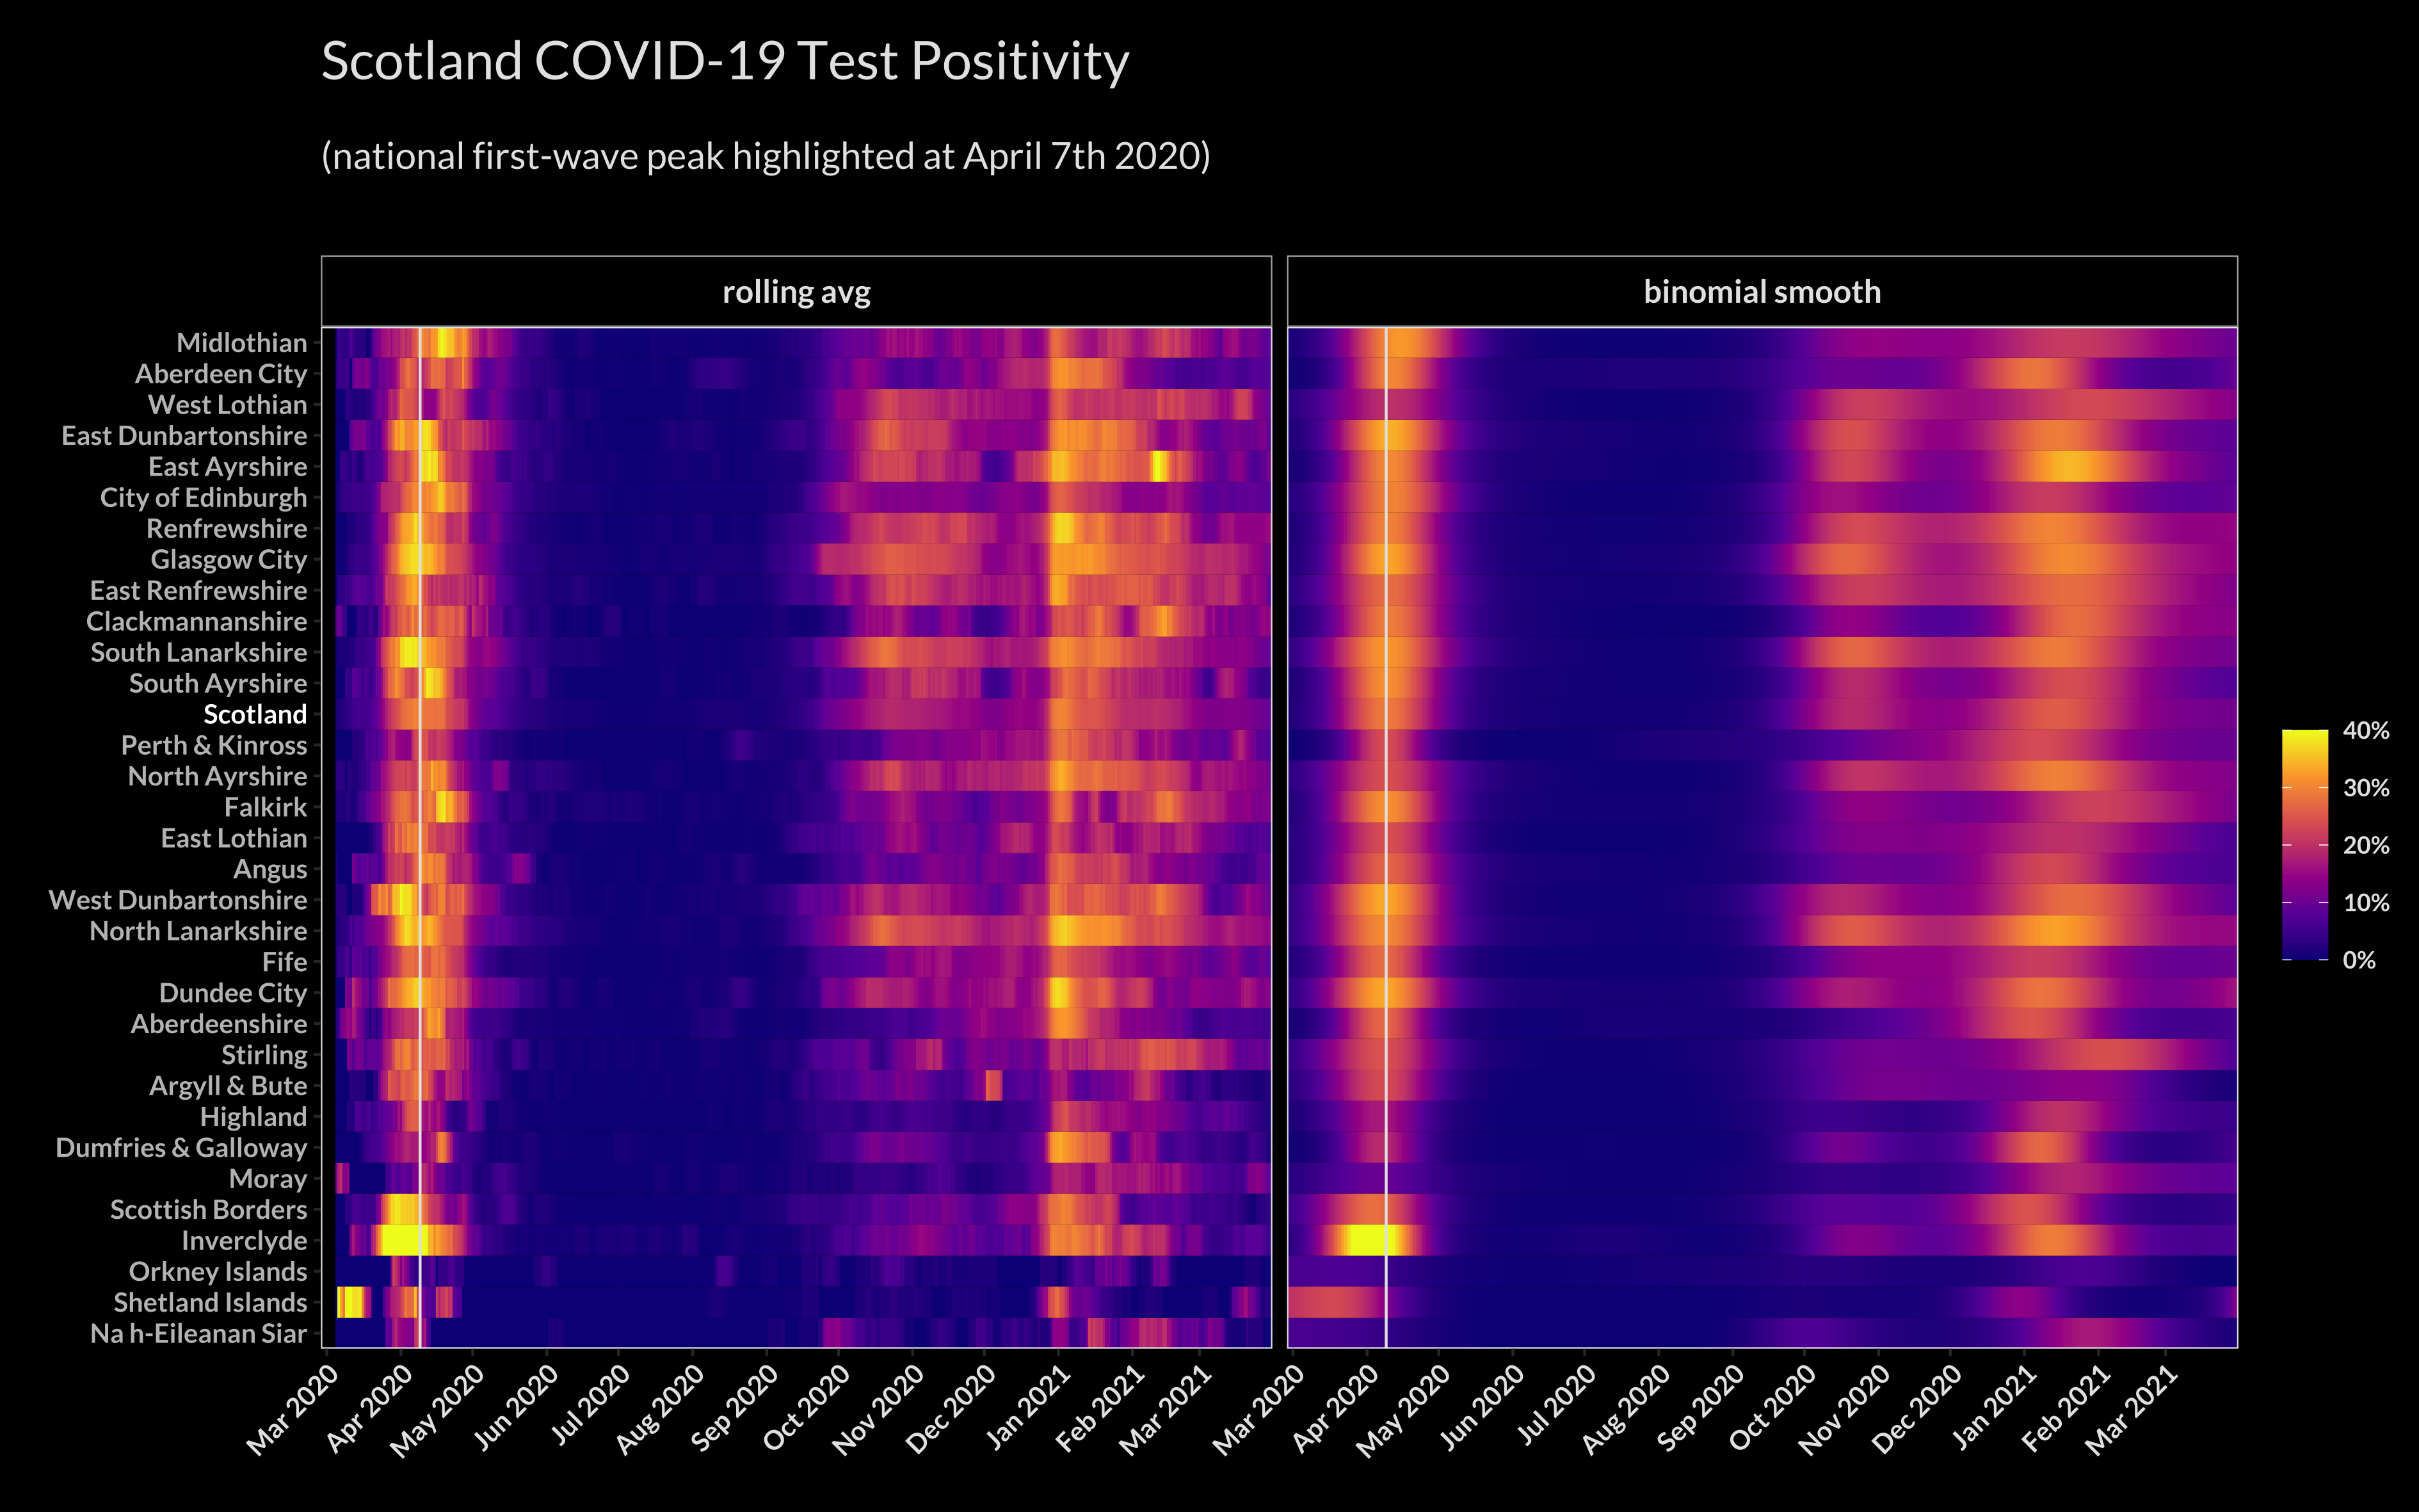 Scotland COVID-19 Test Positivity
(national first-wave peak highlighted at April 7th 2020)
rolling avg
binomial smooth
Midlothian
Aberdeen City
West Lothian
East Dunbartonshire
East Ayrshire
City of Edinburgh
Renfrewshire
Glasgow City
East Renfrewshire
Clackmannanshire
South Lanarkshire
South Ayrshire
Scotland
Perth & Kinross
North Ayrshire
Falkirk
East Lothian
Angus
West Dunbartonshire
North Lanarkshire
Fife
Dundee City
Aberdeenshire
Stirling
Argyll & Bute
Highland
Dumfries & Galloway
Moray
Scottish Borders
Inverclyde
Orkney Islands
Shetland Islands
Na h-Eileanan Siar
Mar 2020
Apr 2020
May 2020
Jun 2020
Jul 2020
Aug 2020
Sep 2020
Oct 2020
Nov 2020
Dec 2020
Jan 2021
Feb 2021
Mar 2021
Mar 2020
Apr 2020
May 2020
Jun 2020
Jul 2020
Aug 2020
Sep 2020
Oct 2020
Nov 2020
Dec 2020
Jan 2021
Feb 2021
Mar 2021
40%
30%
20%
10%
0%